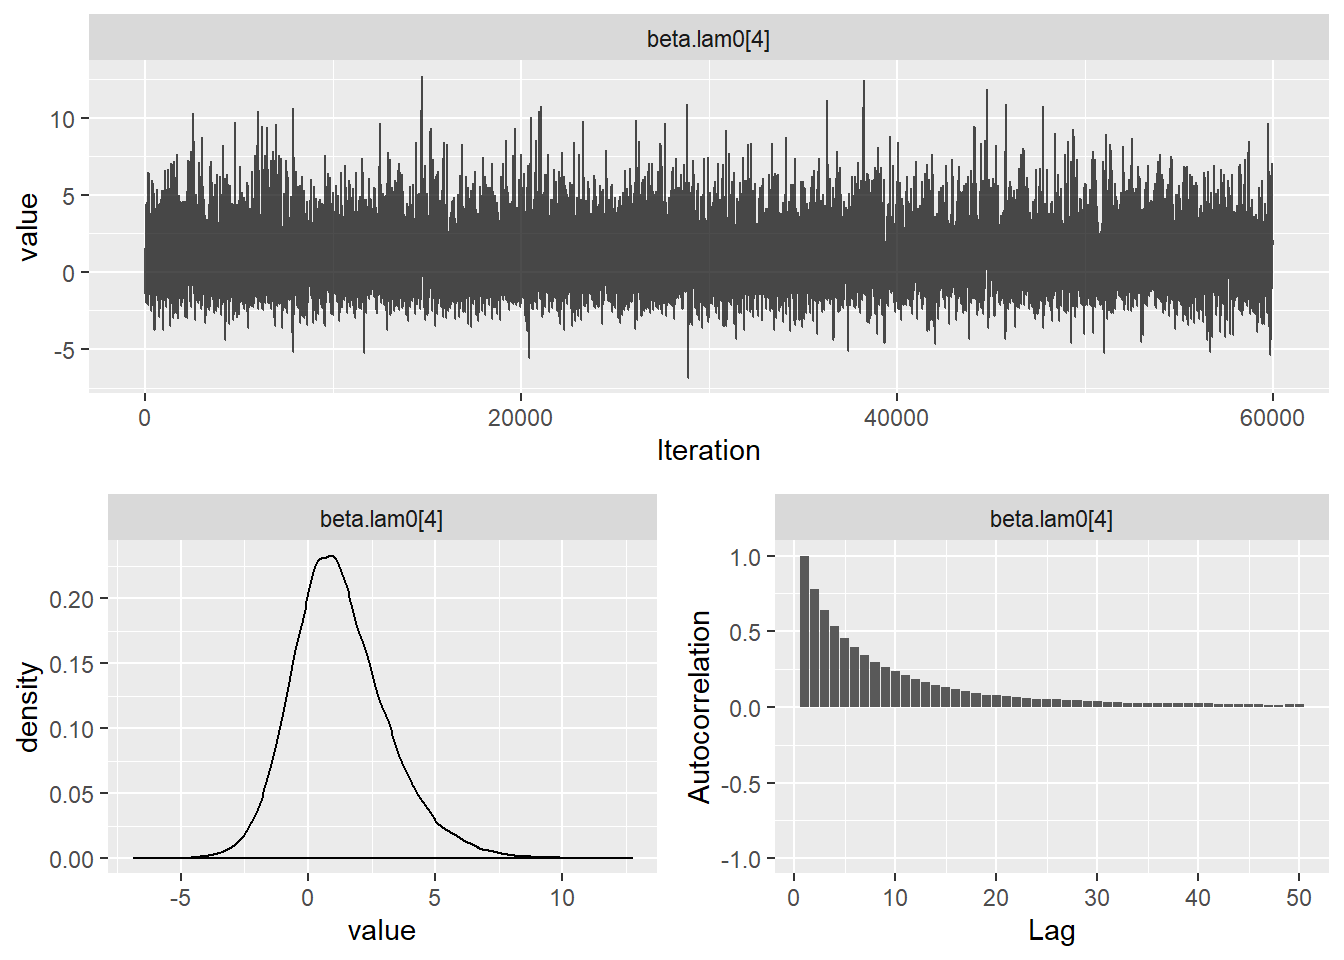 beta.lam0[4]
10
5
0
-5
value
0 20000 40000 60000
Iteration
beta.lam0[4]
0.20
0.15
0.10
0.05
0.00
density
-5 0 5 10
value
beta.lam0[4]
1.0
0.5
0.0
-0.5
-1.0
Autocorrelation
0 10 20 30 40 50
Lag